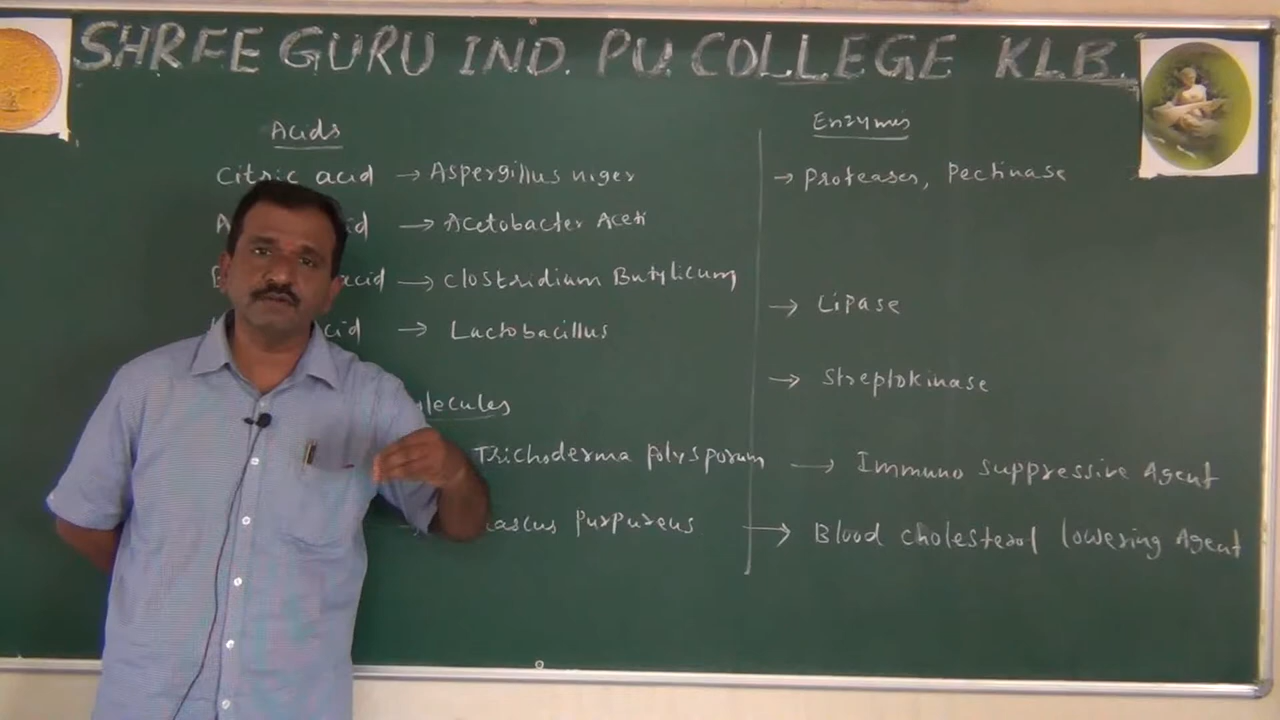 SHREE GURU IND. PU. COLLEGE KLB.
Acids
Citric acid → Aspergillus niger
→ Acetobacter Aceti
acid → Clostridium Butylicum
→ Lactobacillus
Trichoderma polysporum → Immuno suppressive Agent
Purpureus → Blood cholesterol lowering Agent
Enzymes
→ Proteases, Pectinase
→ Lipase
→ Streptokinase